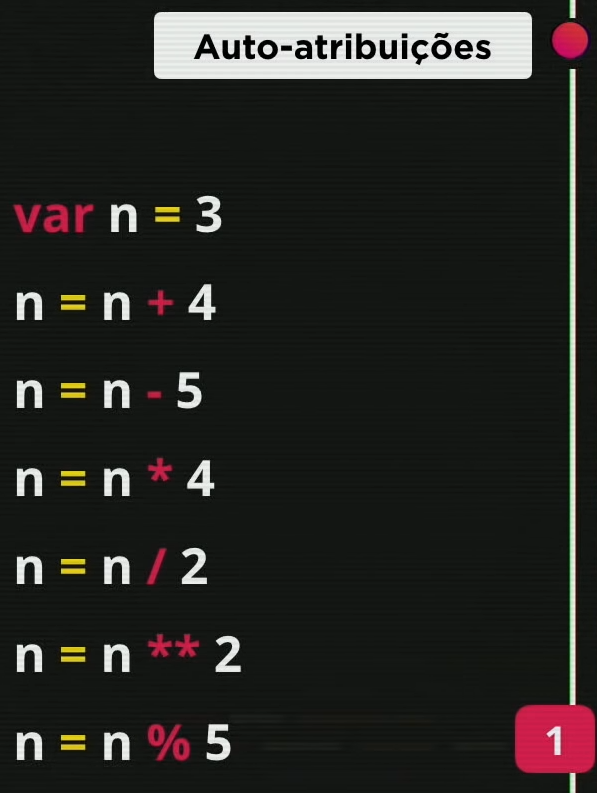 Auto-atribuições
var n = 3
n = n + 4
n = n - 5
n = n * 4
n = n / 2
n = n ** 2
n = n % 5
1